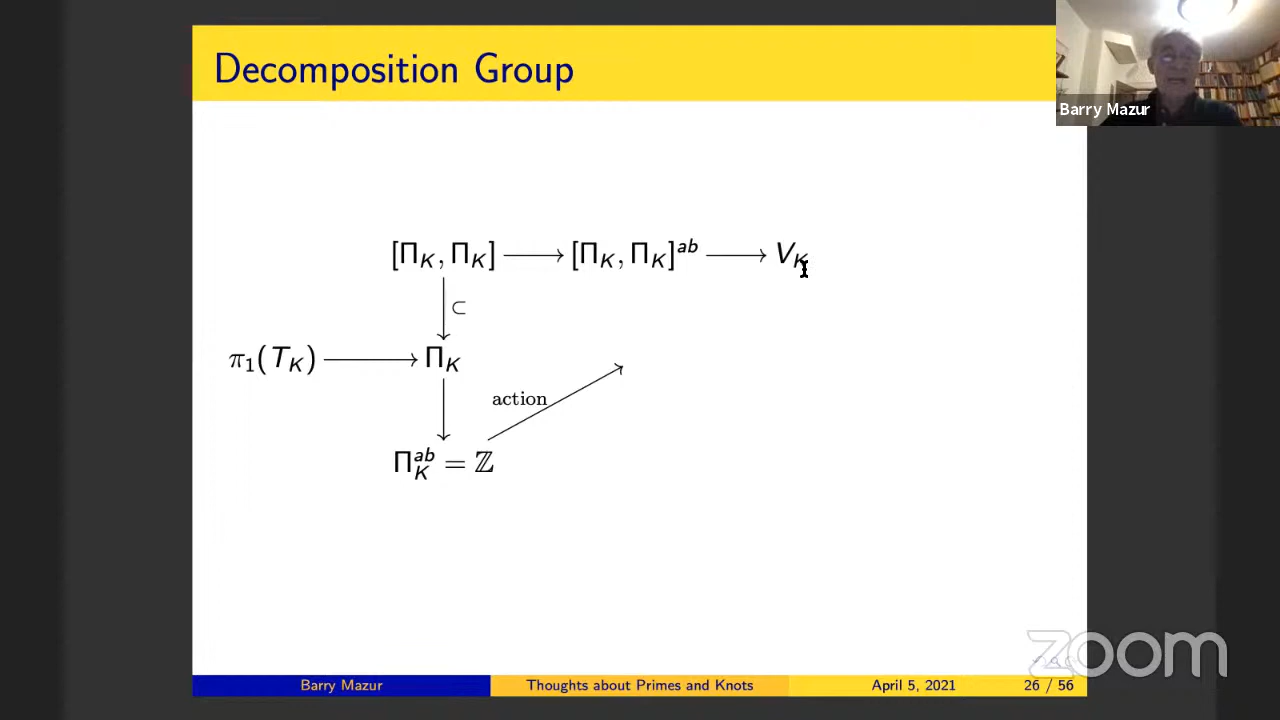 Decomposition Group
Barry Mazur
[Π_K, Π_K] ⟶ [Π_K, Π_K]^{ab} ⟶ V_K
⊂
π_1(T_K) ⟶ Π_K
action
Π_K^{ab} = ℤ
zoom
Barry Mazur Thoughts about Primes and Knots April 5, 2021 26 / 56